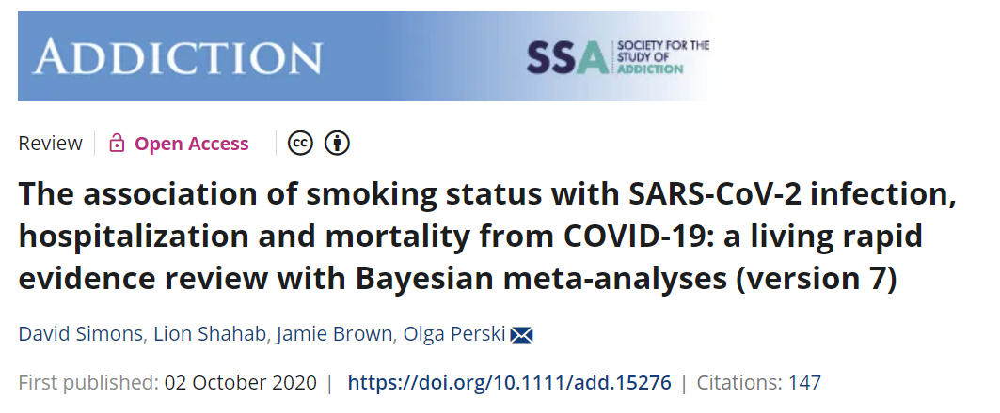 ADDICTION
SSA
SOCIETY FOR THE
STUDY OF
ADDICTION
Review
Open Access
cc
The association of smoking status with SARS-CoV-2 infection,
hospitalization and mortality from COVID-19: a living rapid
evidence review with Bayesian meta-analyses (version 7)
David Simons, Lion Shahab, Jamie Brown, Olga Perski
First published: 02 October 2020 | https://doi.org/10.1111/add.15276 | Citations: 147